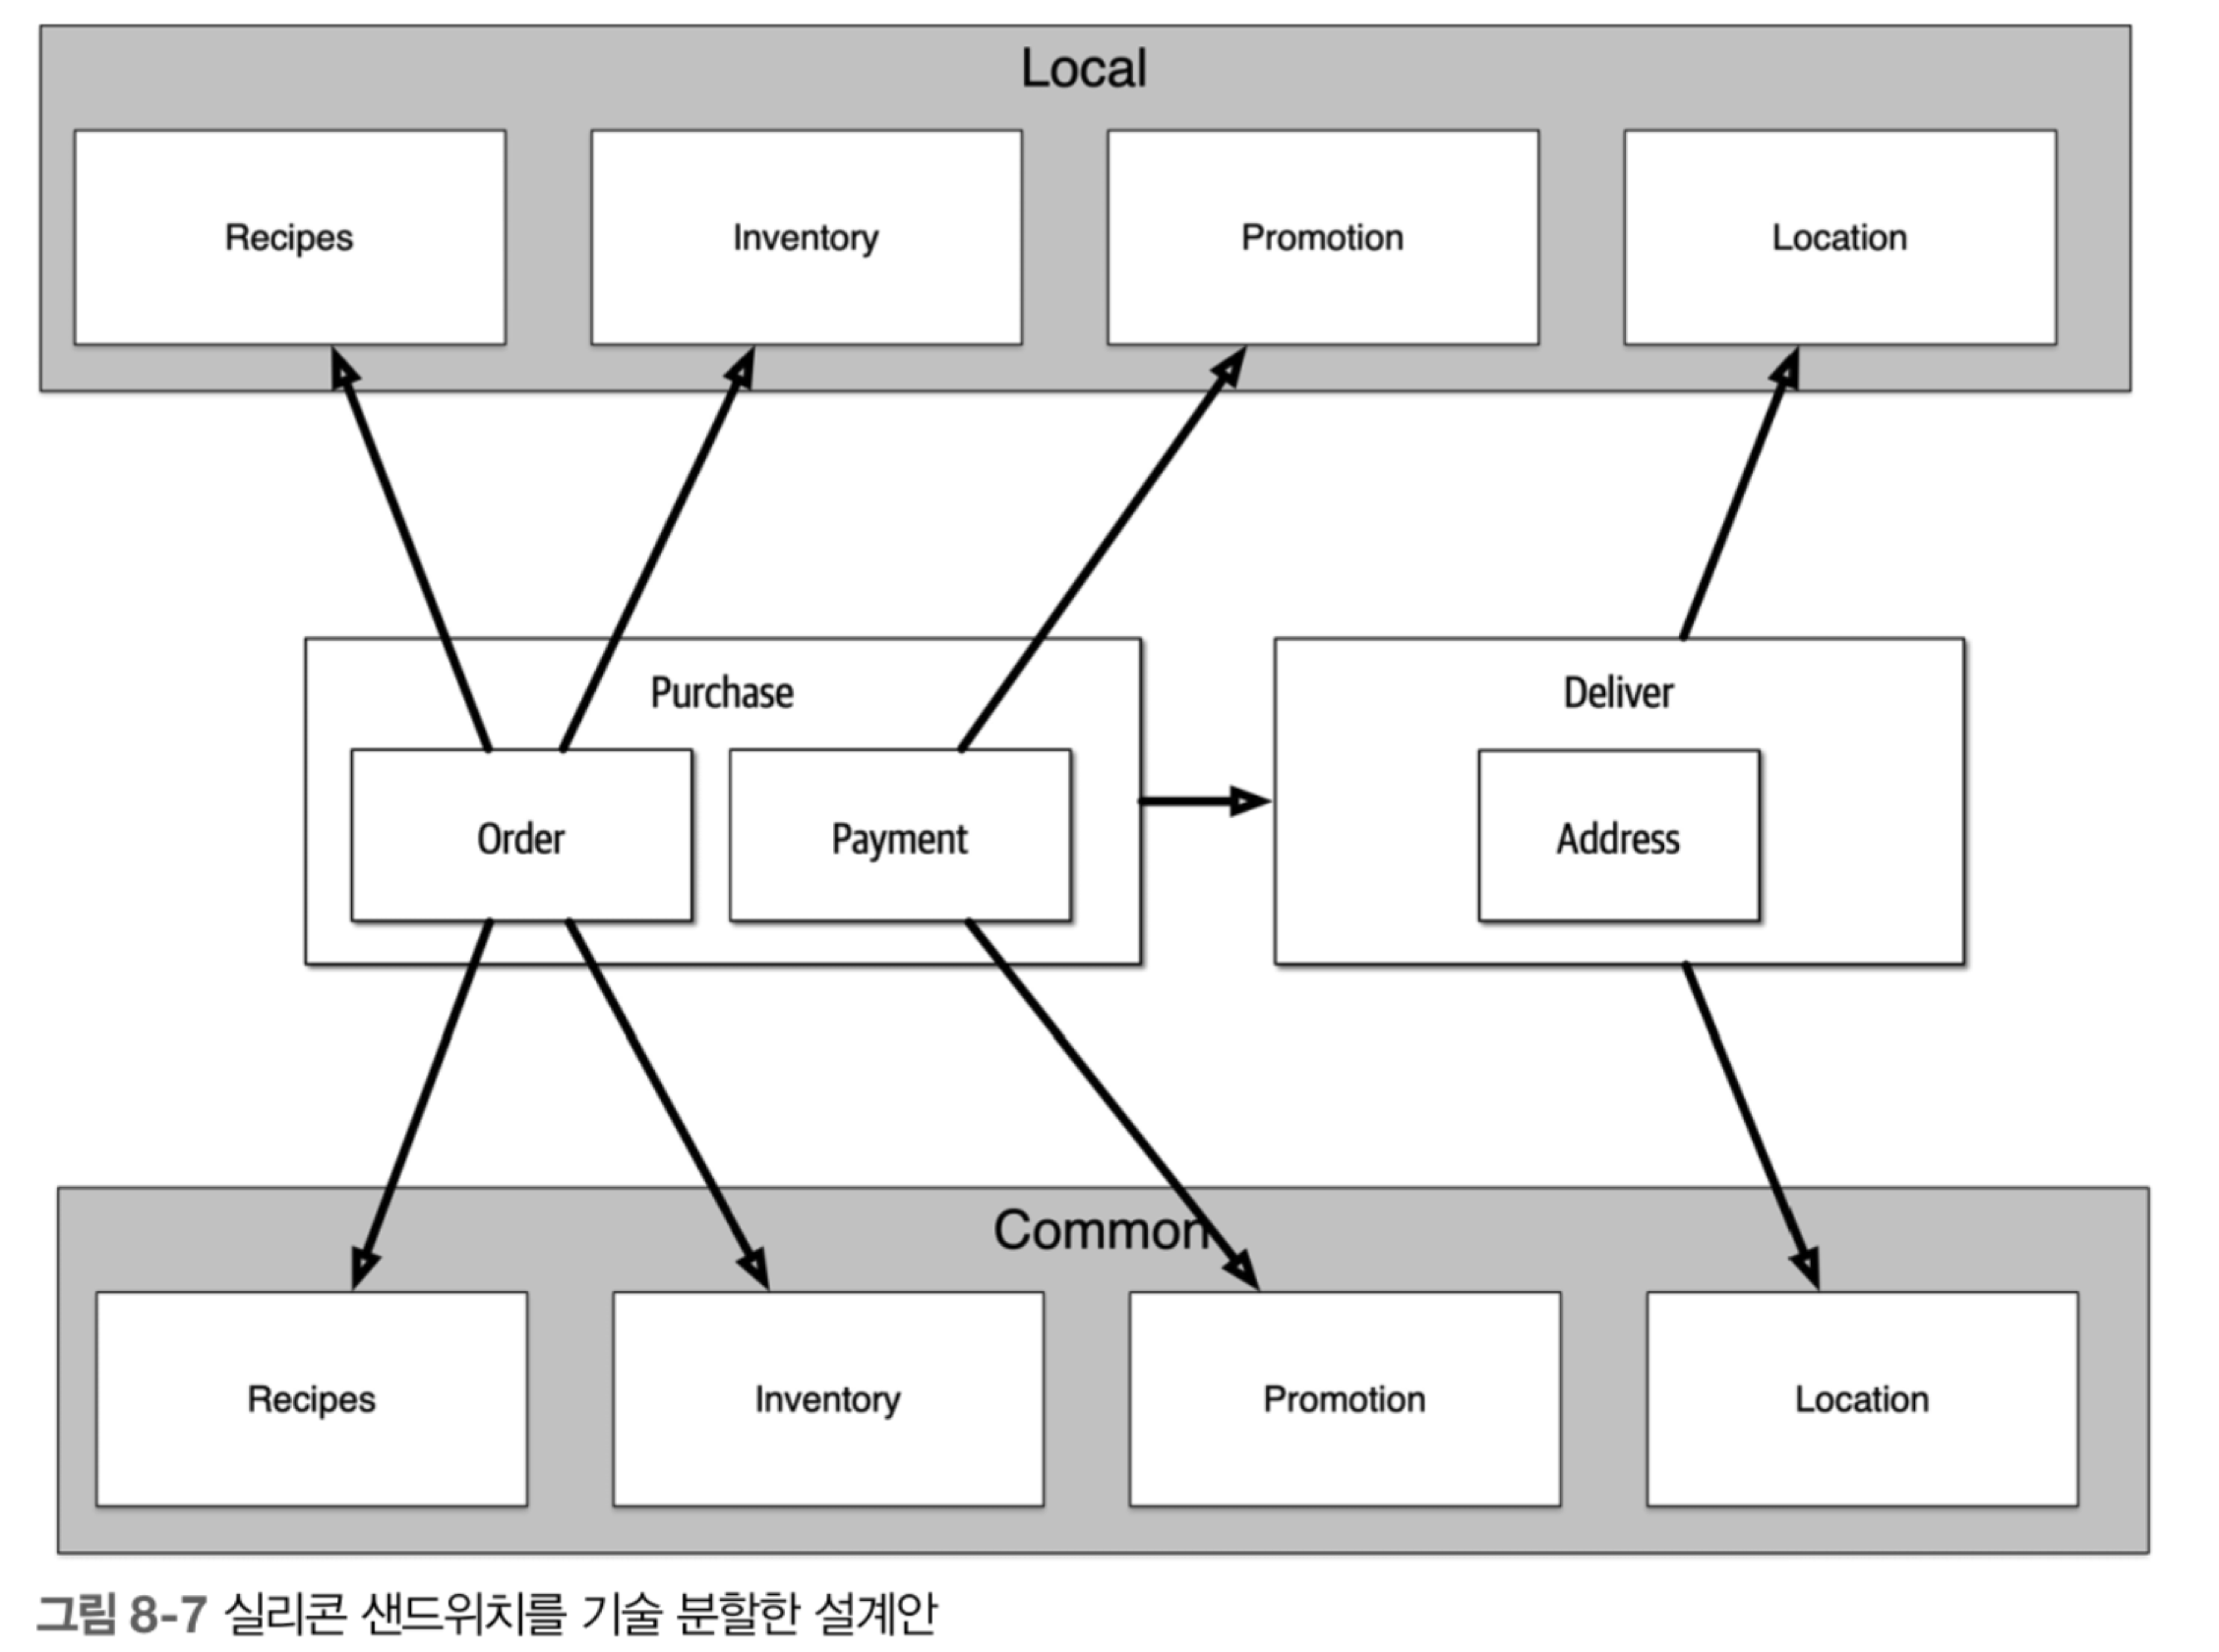 Local
Recipes
Inventory
Promotion
Location
Purchase
Deliver
Order
Payment
Address
Common
Recipes
Inventory
Promotion
Location
그림 8-7 실리콘 샌드위치를 기술 분할한 설계안